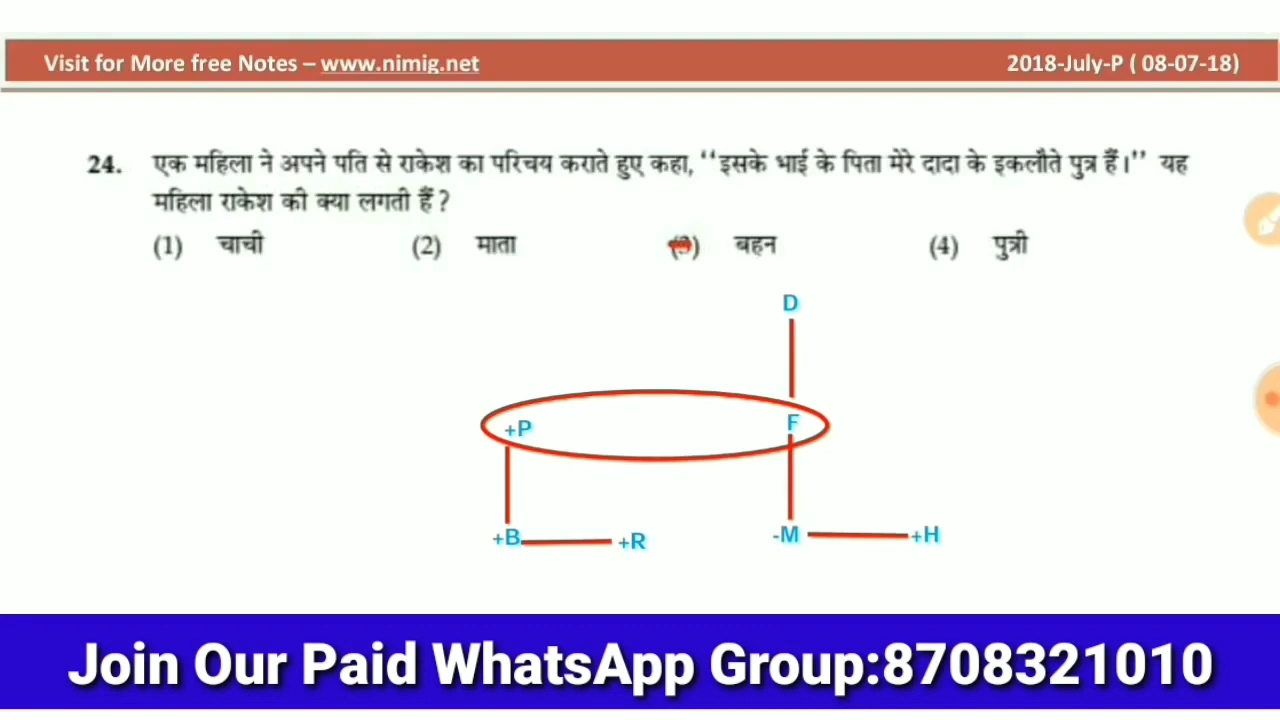 Visit for More free Notes – www.nimig.net 2018-July-P ( 08-07-18)
24. एक महिला ने अपने पति से राकेश का परिचय कराते हुए कहा, ‘‘इसके भाई के पिता मेरे दादा के इकलौते पुत्र हैं।’’ यह
महिला राकेश की क्या लगती हैं ?
(1) चाची (2) माता (3) बहन (4) पुत्री
D
+P F
+B +R -M +H
Join Our Paid WhatsApp Group:8708321010